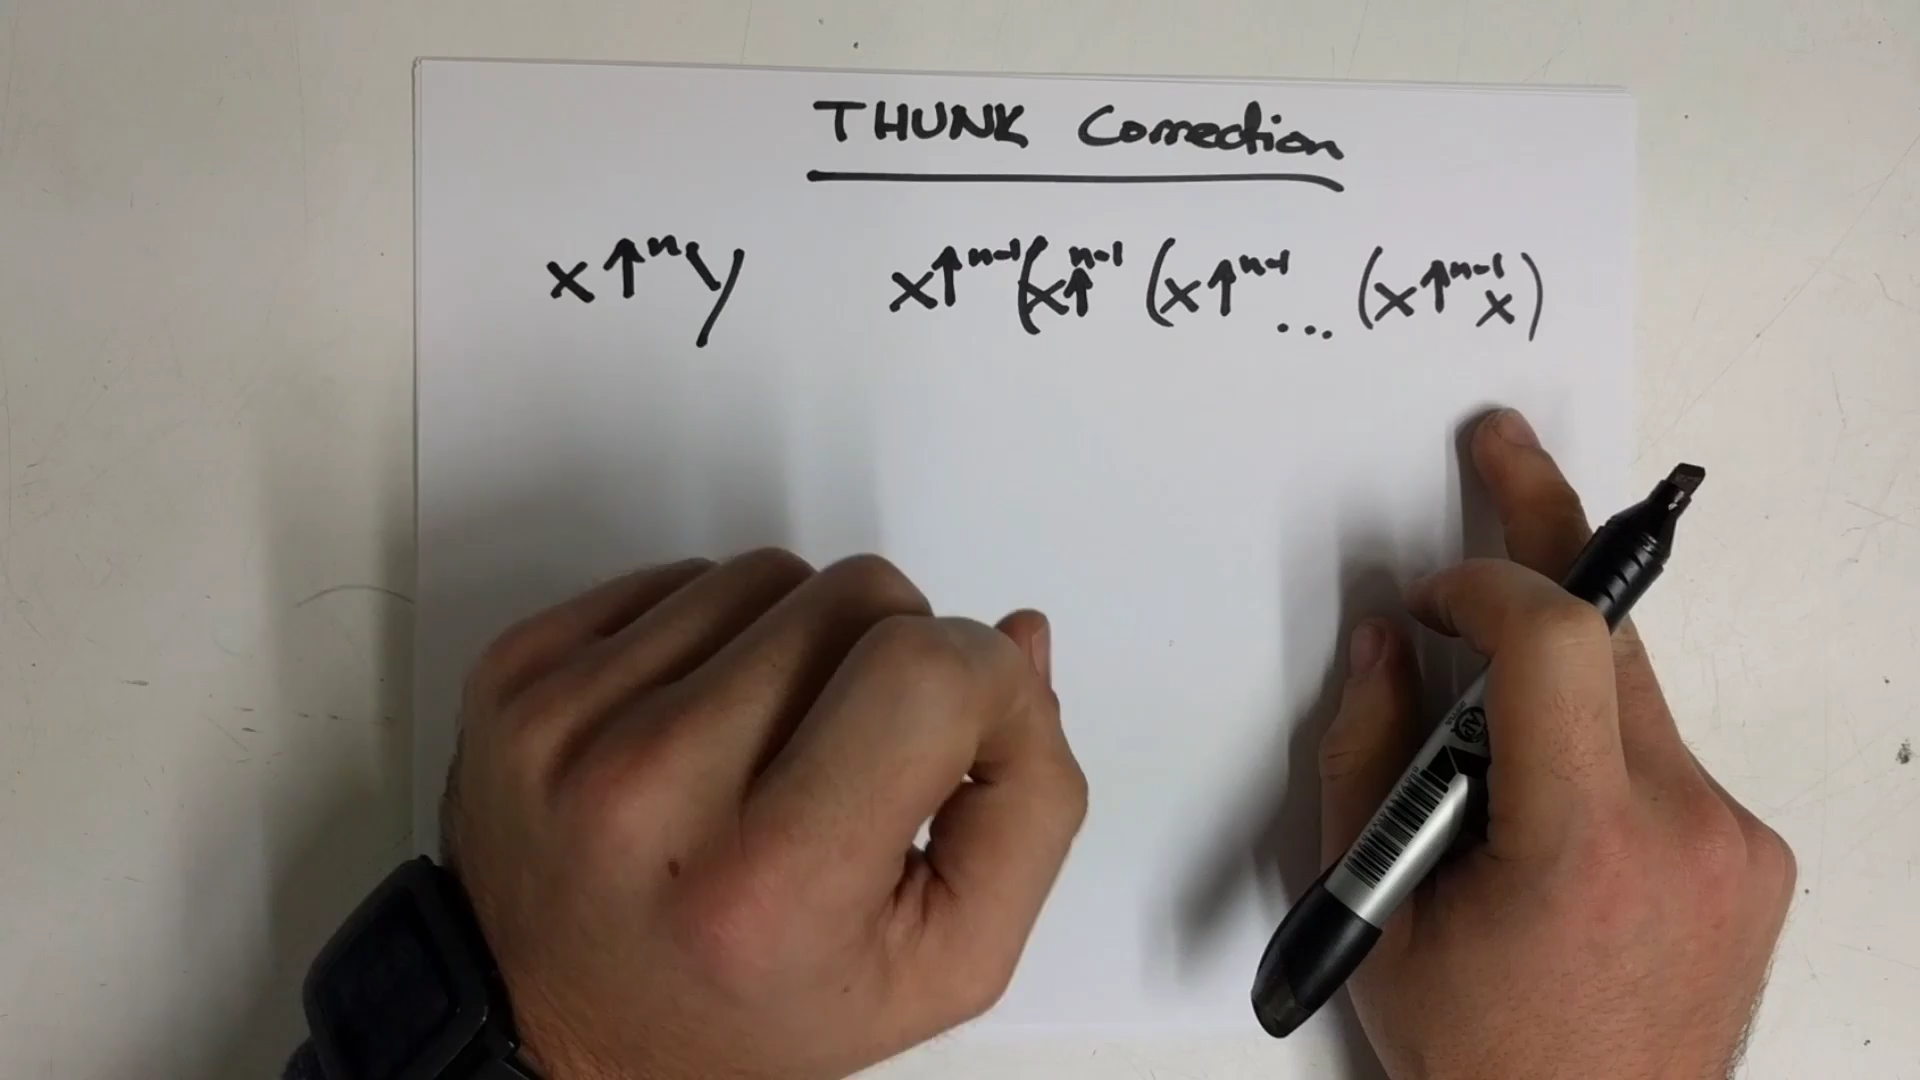 THUNK Correction
x↑ⁿy x↑ⁿ⁻¹(x↑ⁿ⁻¹(x↑ⁿ⁻¹...(x↑ⁿ⁻¹x)